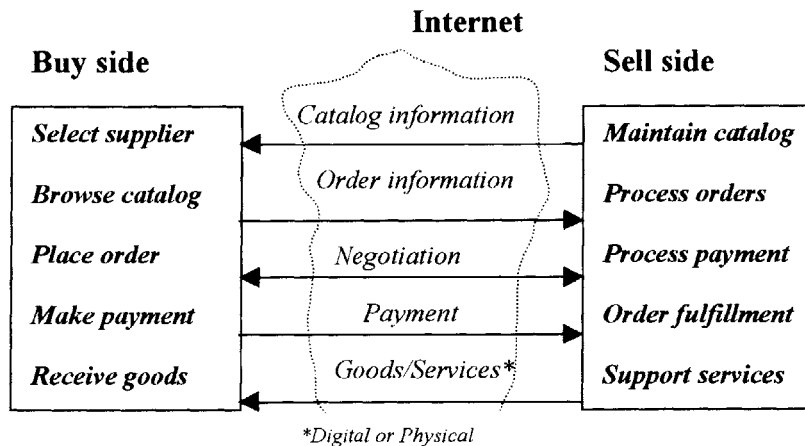 Internet
Buy side
Sell side
Select supplier
Browse catalog
Place order
Make payment
Receive goods
Catalog information
Order information
Negotiation
Payment
Goods/Services*
*Digital or Physical
Maintain catalog
Process orders
Process payment
Order fulfillment
Support services